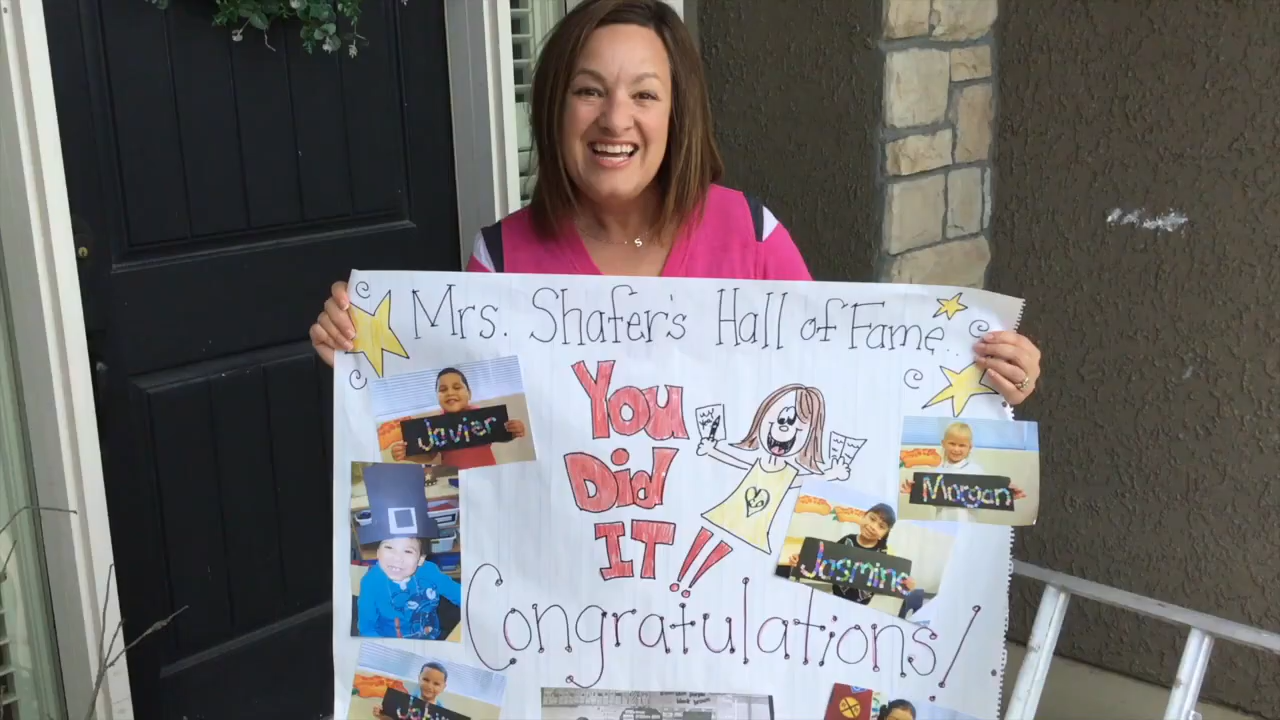 Mrs. Shafer's Hall of Fame...
You
Did
IT!!
Javier
Morgan
Jasmine
Congratulations!